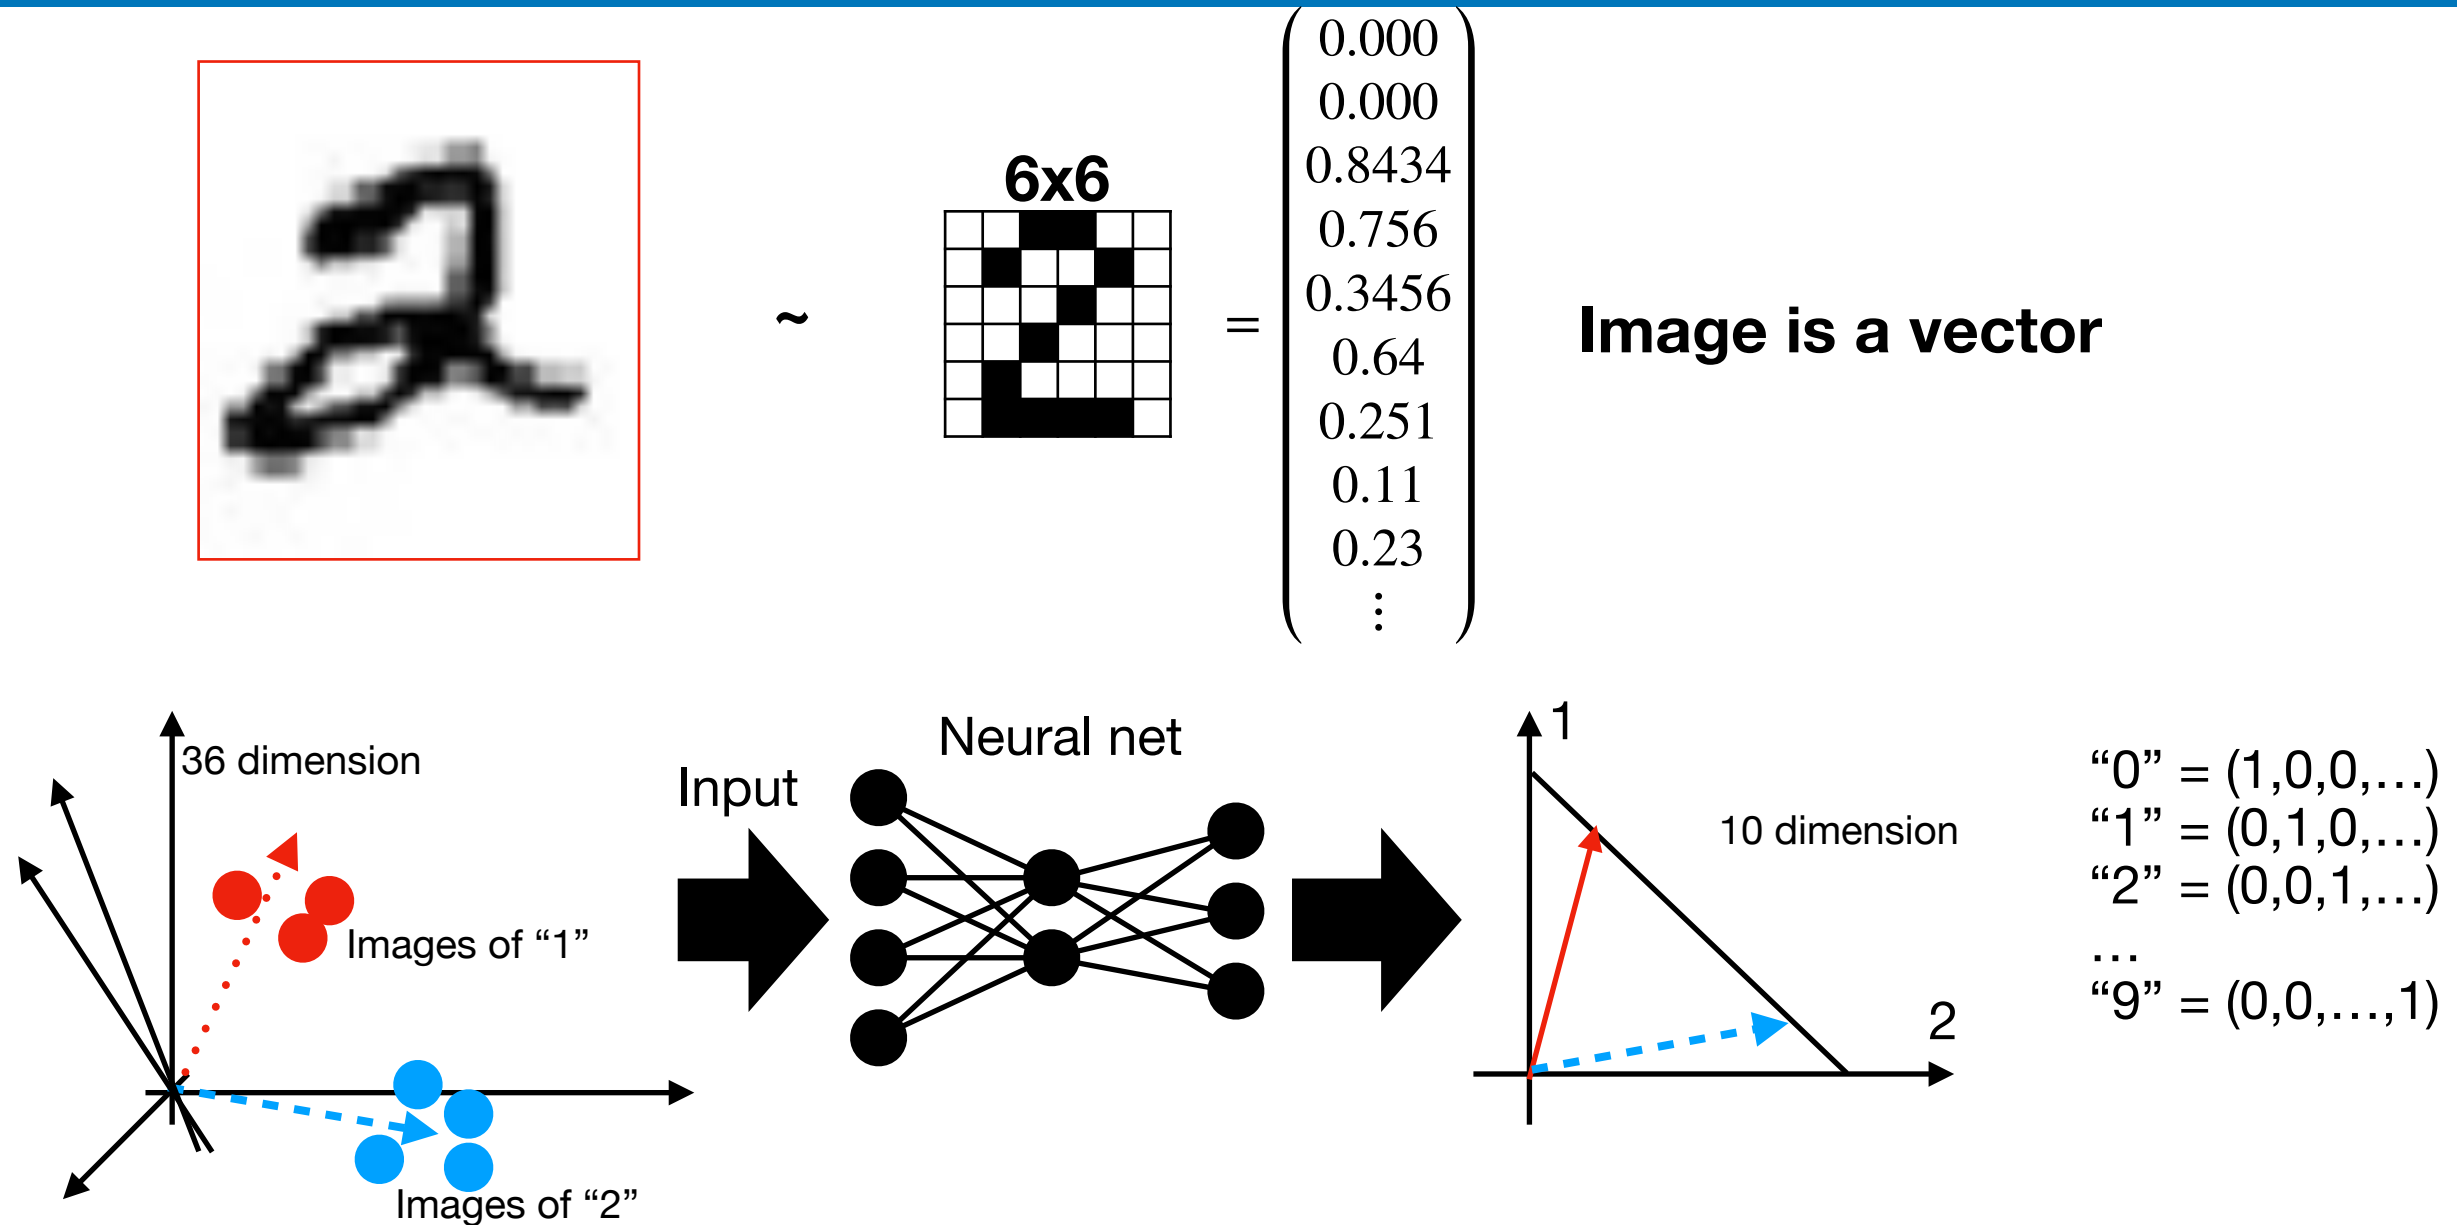 6x6
~
=
0.000
0.000
0.8434
0.756
0.3456
0.64
0.251
0.11
0.23
⋮
Image is a vector
36 dimension
Images of “1”
Images of “2”
Input
Neural net
1
10 dimension
2
“0” = (1,0,0,…)
“1” = (0,1,0,…)
“2” = (0,0,1,…)
…
“9” = (0,0,…,1)